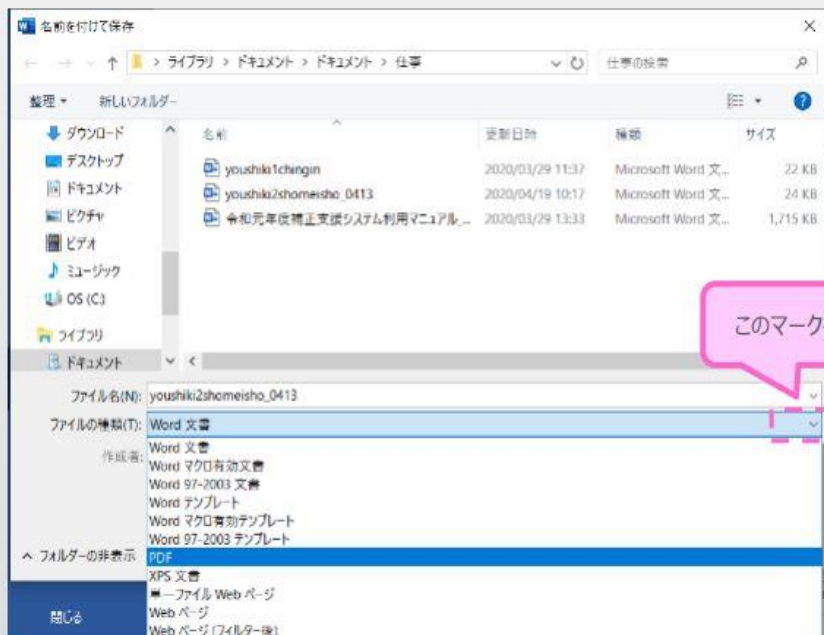 名前を付けて保存
> ライブラリ > ドキュメント > ドキュメント > 仕事
仕事の検索
整理
新しいフォルダー
ダウンロード
デスクトップ
ドキュメント
ピクチャ
ビデオ
ミュージック
OS (C:)
ライブラリ
ドキュメント
名前 更新日時 種類 サイズ
youshiki1chingin 2020/03/29 11:37 Microsoft Word 文... 22 KB
youshiki2shomeisho_0413 2020/04/19 10:17 Microsoft Word 文... 24 KB
令和元年度補正支援システム利用マニュアル_... 2020/03/29 13:33 Microsoft Word 文... 1,715 KB
このマーク
ファイル名(N): youshiki2shomeisho_0413
ファイルの種類(T): Word 文書
作成者:
Word 文書
Word マクロ有効文書
Word 97-2003 文書
Word テンプレート
Word マクロ有効テンプレート
Word 97-2003 テンプレート
PDF
XPS 文書
単一ファイル Web ページ
Web ページ
Web ページ (フィルター後)
フォルダーの非表示
閉じる